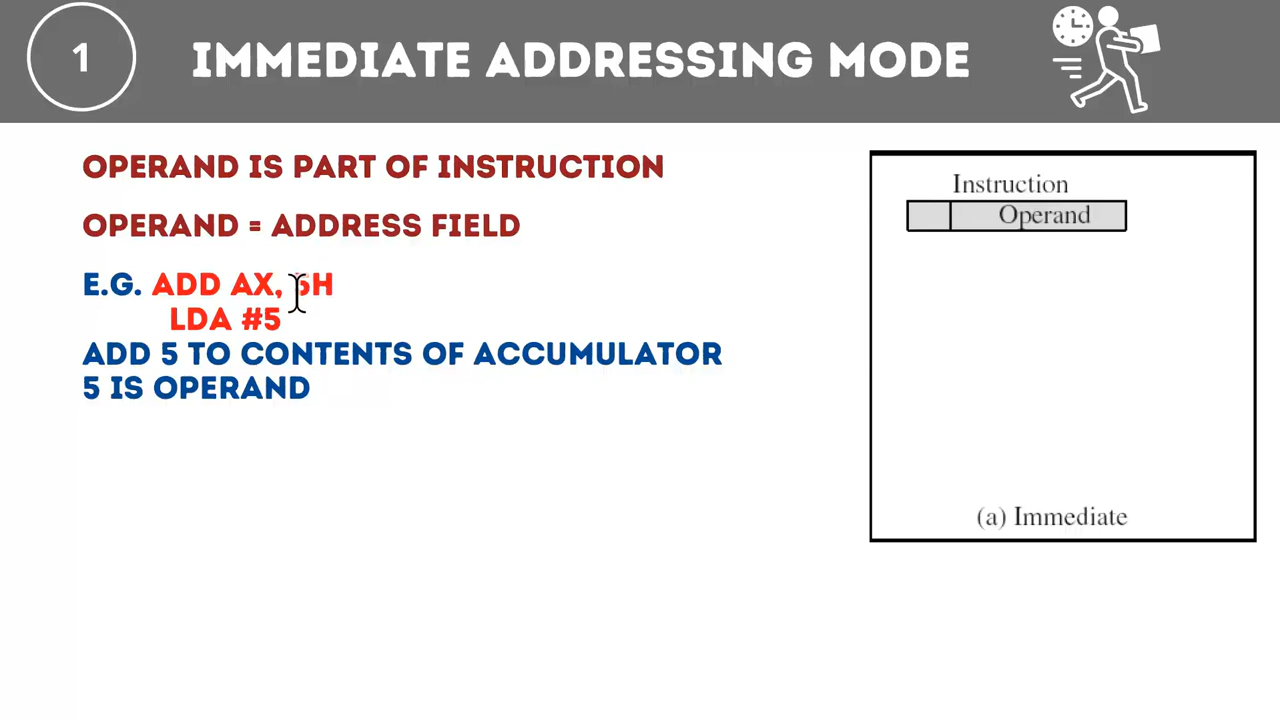 1
IMMEDIATE ADDRESSING MODE
OPERAND IS PART OF INSTRUCTION
OPERAND = ADDRESS FIELD
E.G. ADD AX, 5H
LDA #5
ADD 5 TO CONTENTS OF ACCUMULATOR
5 IS OPERAND
Instruction
Operand
(a) Immediate